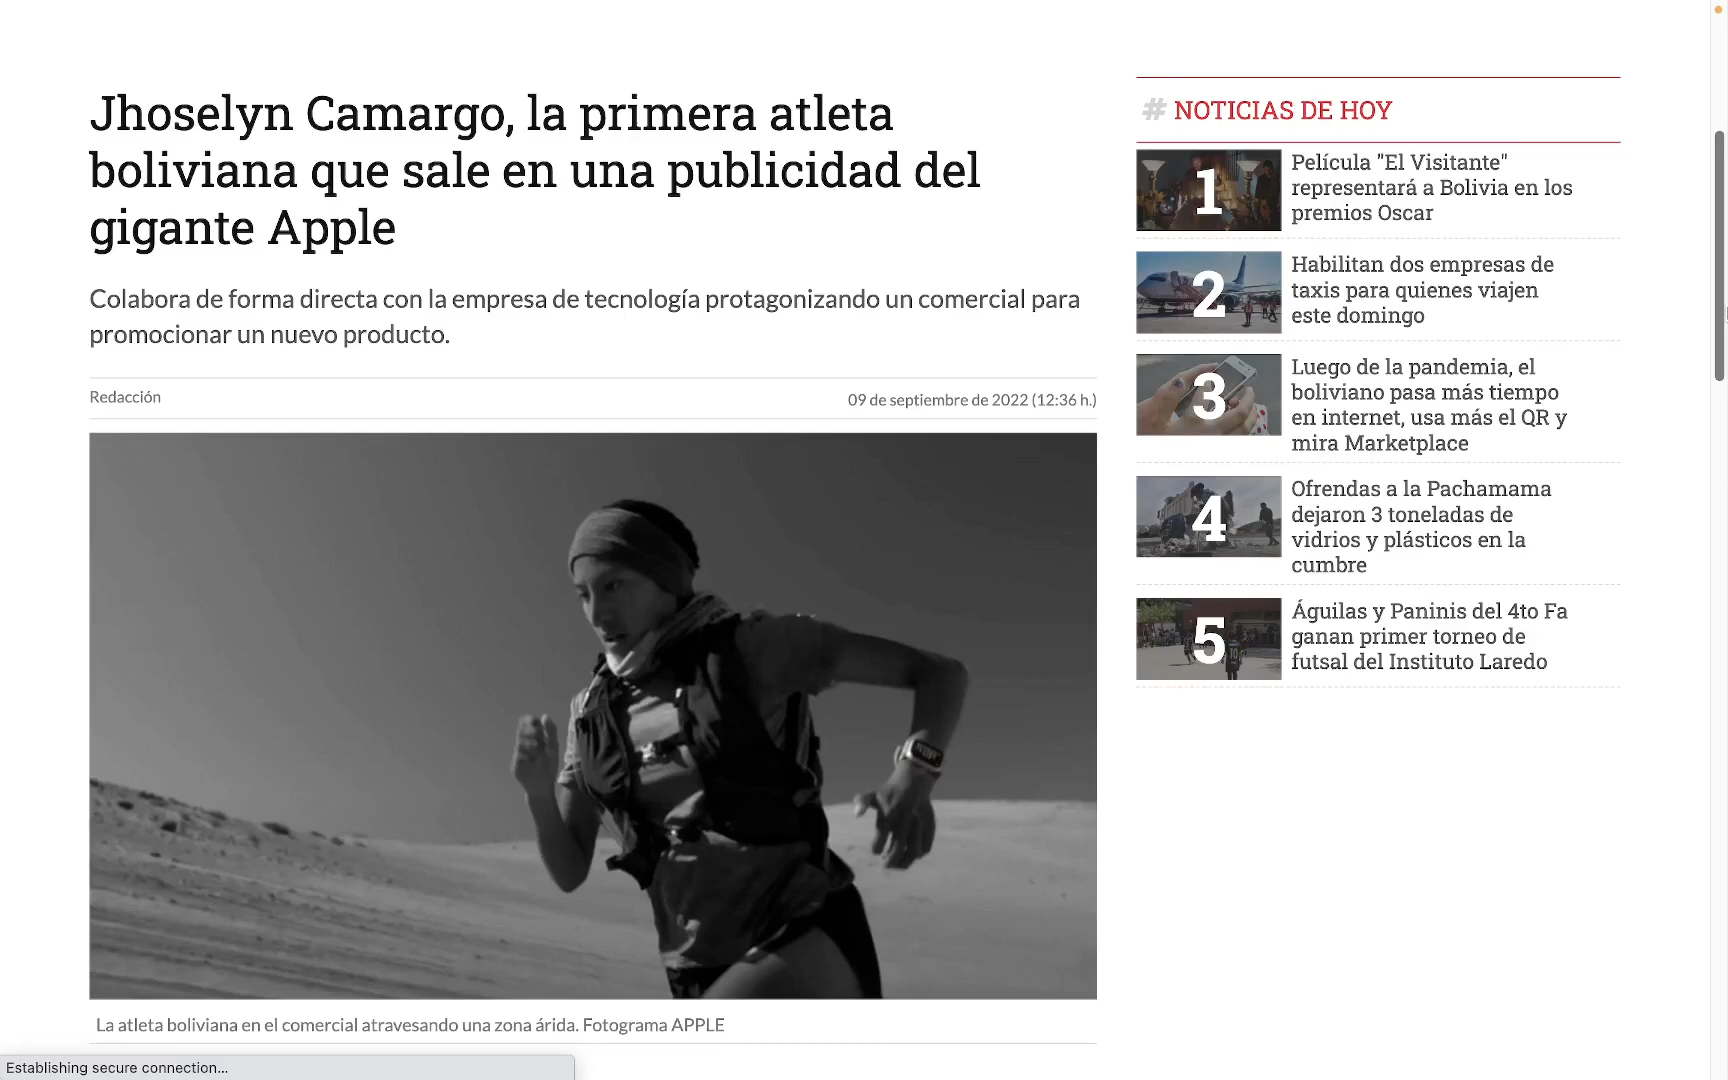 Jhoselyn Camargo, la primera atleta
boliviana que sale en una publicidad del
gigante Apple
Colabora de forma directa con la empresa de tecnología protagonizando un comercial para
promocionar un nuevo producto.
Redacción
09 de septiembre de 2022 (12:36 h.)
La atleta boliviana en el comercial atravesando una zona árida. Fotograma APPLE
# NOTICIAS DE HOY
1
Película "El Visitante"
representará a Bolivia en los
premios Oscar
2
Habilitan dos empresas de
taxis para quienes viajen
este domingo
3
Luego de la pandemia, el
boliviano pasa más tiempo
en internet, usa más el QR y
mira Marketplace
4
Ofrendas a la Pachamama
dejaron 3 toneladas de
vidrios y plásticos en la
cumbre
5
Águilas y Paninis del 4to Fa
ganan primer torneo de
futsal del Instituto Laredo
Establishing secure connection...